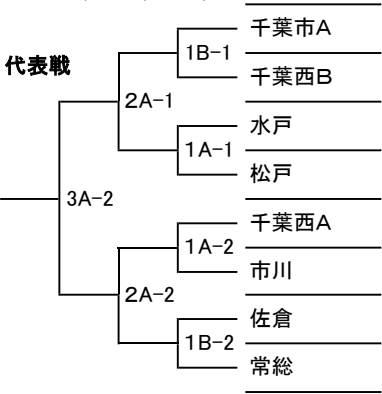 千葉市A
1B-1
代表戦
千葉西B
2A-1
水戸
1A-1
松戸
3A-2
千葉西A
1A-2
市川
2A-2
佐倉
1B-2
常総